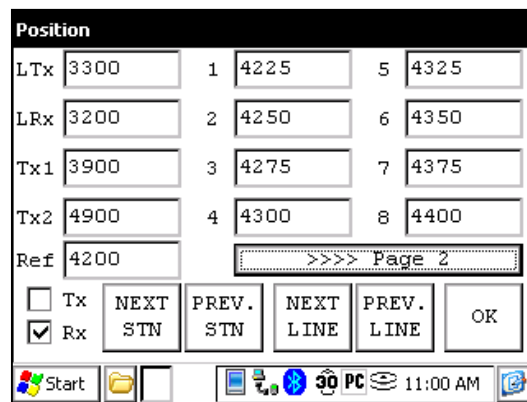 Position
LTx 3300 1 4225 5 4325
LRx 3200 2 4250 6 4350
Tx1 3900 3 4275 7 4375
Tx2 4900 4 4300 8 4400
Ref 4200 >>>> Page 2
Tx
Rx
NEXT STN
PREV. STN
NEXT LINE
PREV. LINE
OK
Start PC 11:00 AM